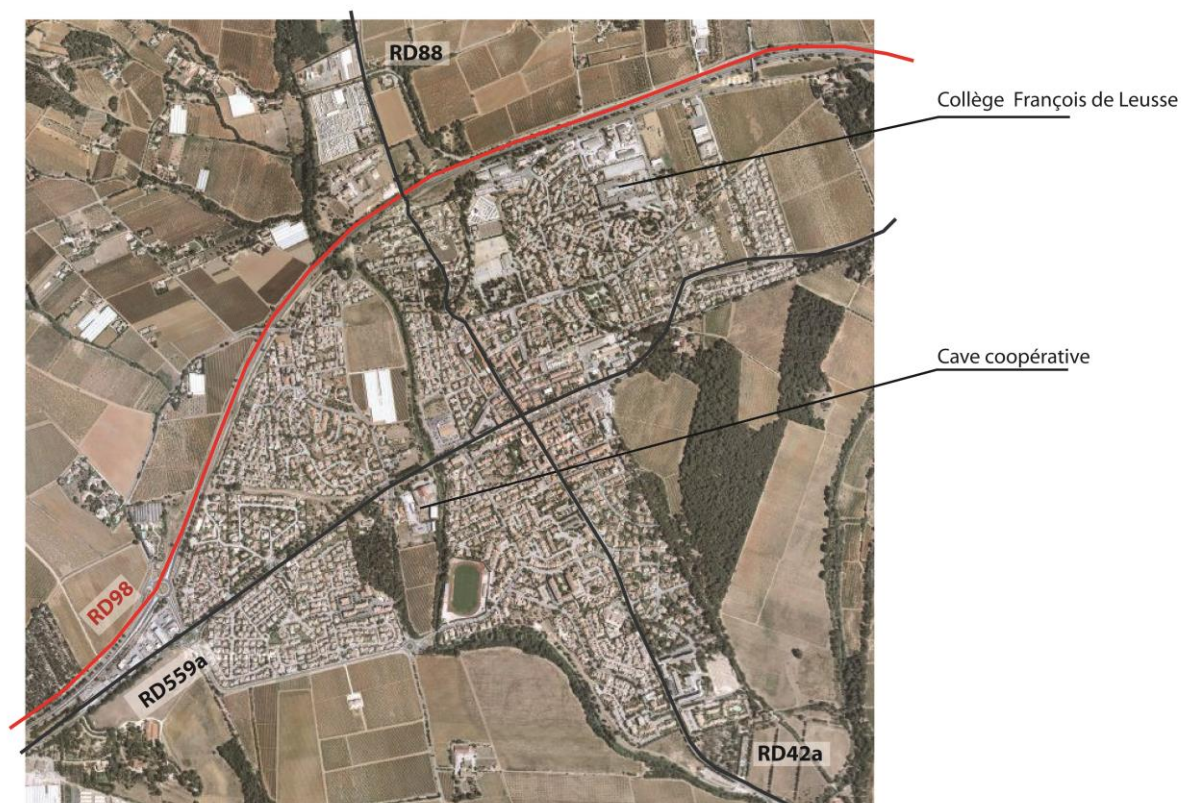 RD88
Collège  François de Leusse
Cave coopérative
RD98
RD559a
RD42a